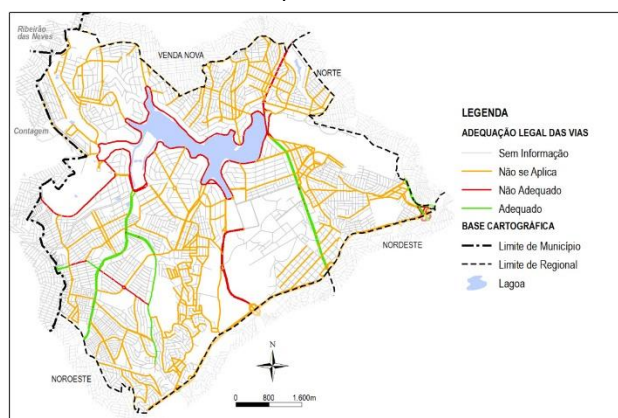 Ribeirão
das Neves
VENDA NOVA
NORTE
Contagem
NORDESTE
NOROESTE
LEGENDA
ADEQUAÇÃO LEGAL DAS VIAS
Sem Informação
Não se Aplica
Não Adequado
Adequado
BASE CARTOGRÁFICA
Limite de Município
Limite de Regional
Lagoa
N
0 800 1.600m